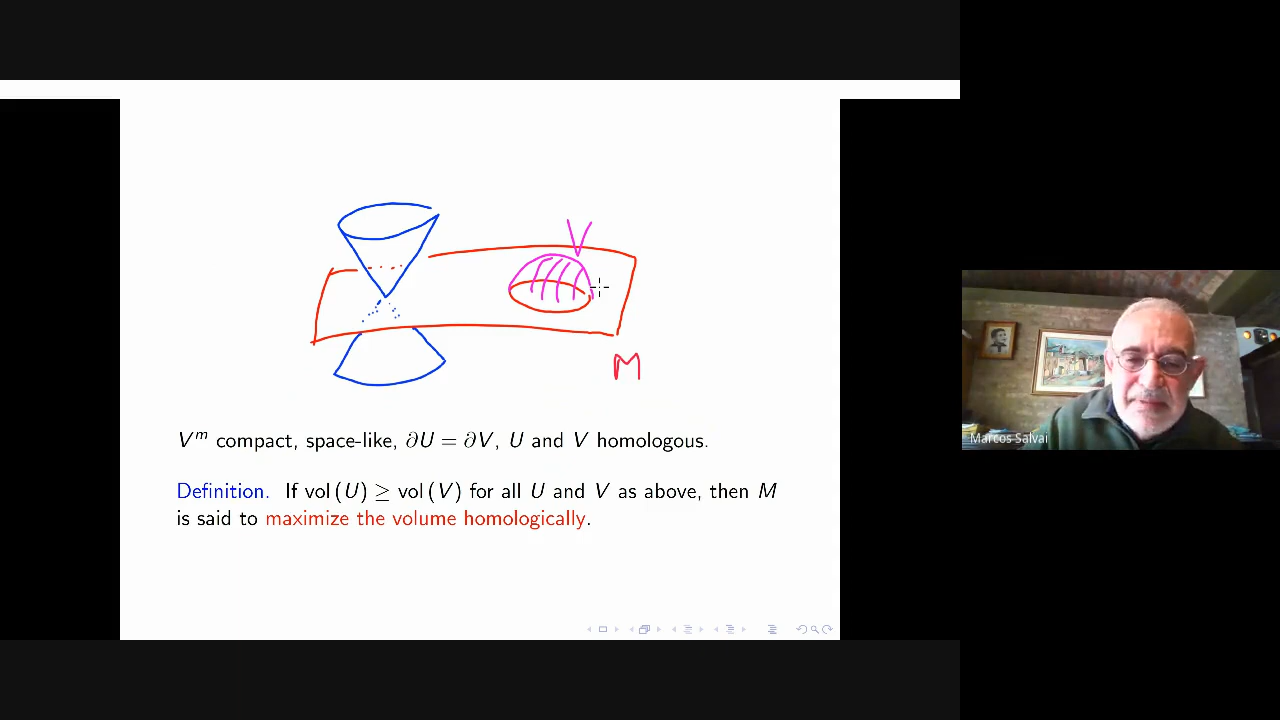 V
M
Vᵐ compact, space-like, ∂U = ∂V, U and V homologous.
Definition. If vol (U) ≥ vol (V) for all U and V as above, then M
is said to maximize the volume homologically.
Marcos Salvai